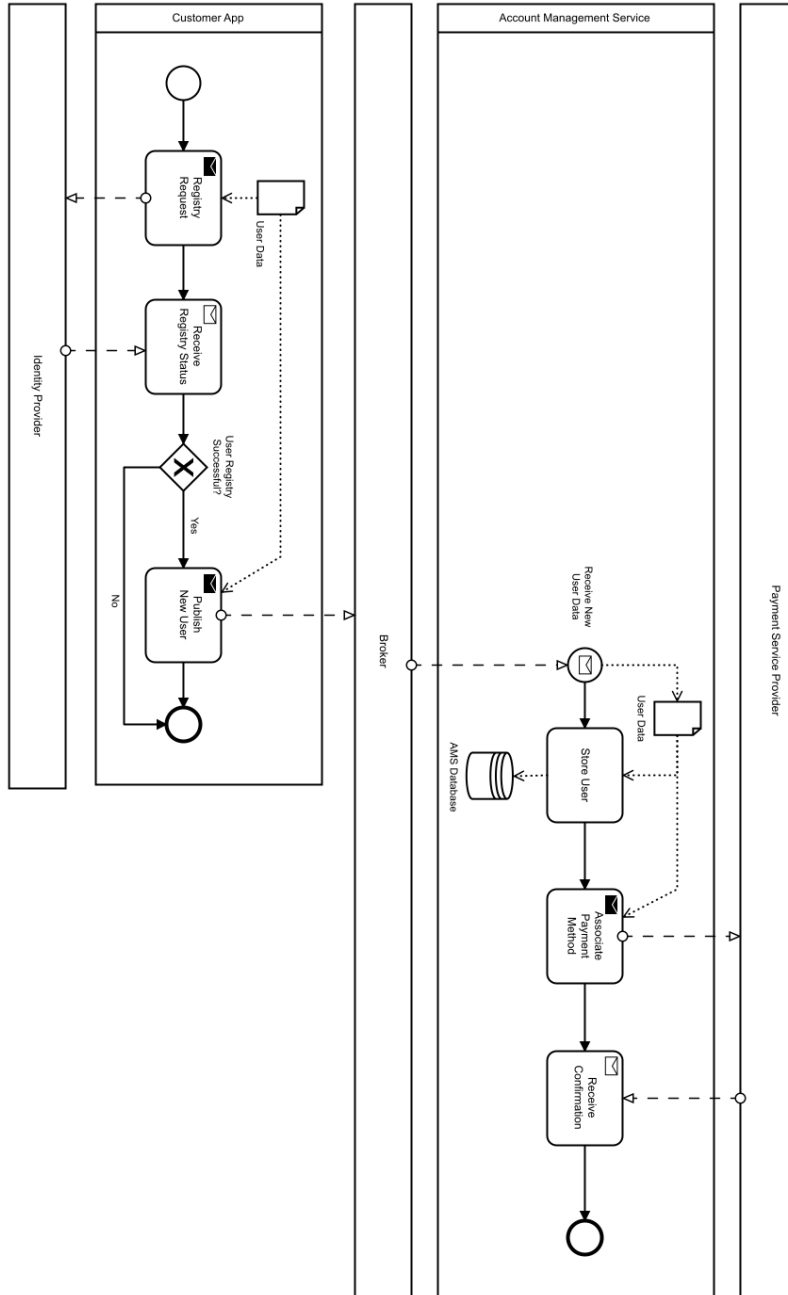 Customer App
Account Management Service
Registry
Request
User Data
Receive
Registry Status
Identity Provider
User Registry
Successful?
Yes
No
Publish
New User
Broker
Receive New
User Data
User Data
Store User
AMS Database
Associate
Payment
Method
Receive
Confirmation
Payment Service Provider